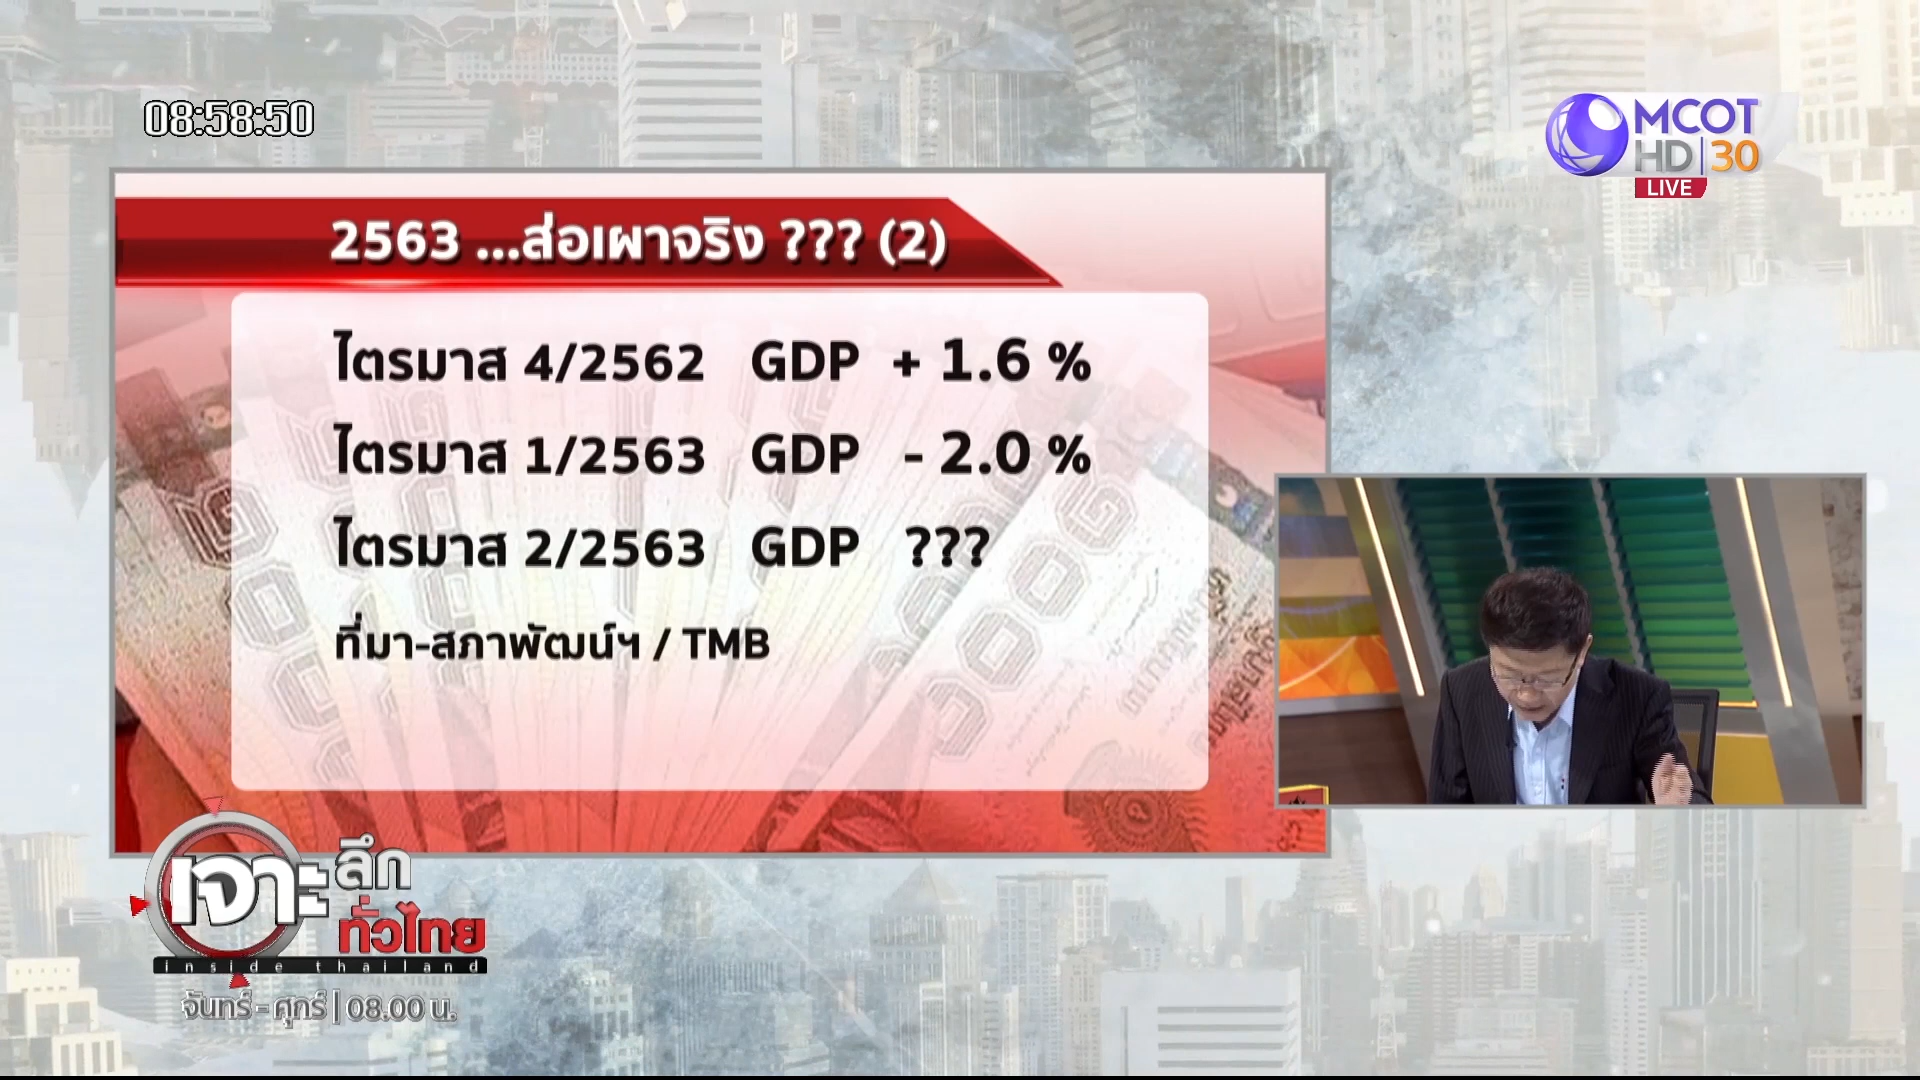 08:58:50
MCOT
HD 30
LIVE
2563 ...ส่อเผาจริง ??? (2)
ไตรมาส 4/2562 GDP + 1.6 %
ไตรมาส 1/2563 GDP - 2.0 %
ไตรมาส 2/2563 GDP ???
ที่มา-สภาพัฒน์ฯ / TMB
เจาะลึก
ทั่วไทย
inside thailand
จันทร์ - ศุกร์ | 08.00 น.